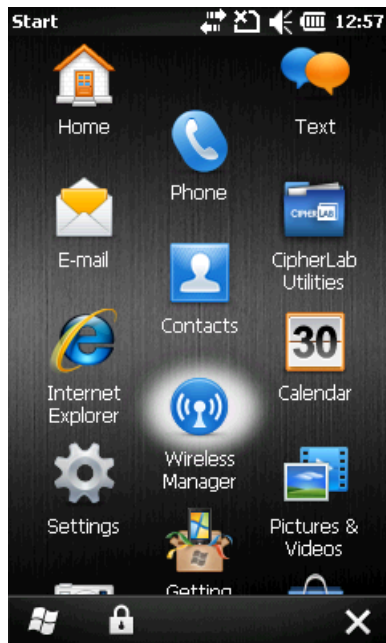 Start 12:57
Home
Text
Phone
E-mail
CIPHERLAB
CipherLab
Utilities
Contacts
30
Internet
Explorer
Calendar
Wireless
Manager
Settings
Pictures &
Videos
Getting